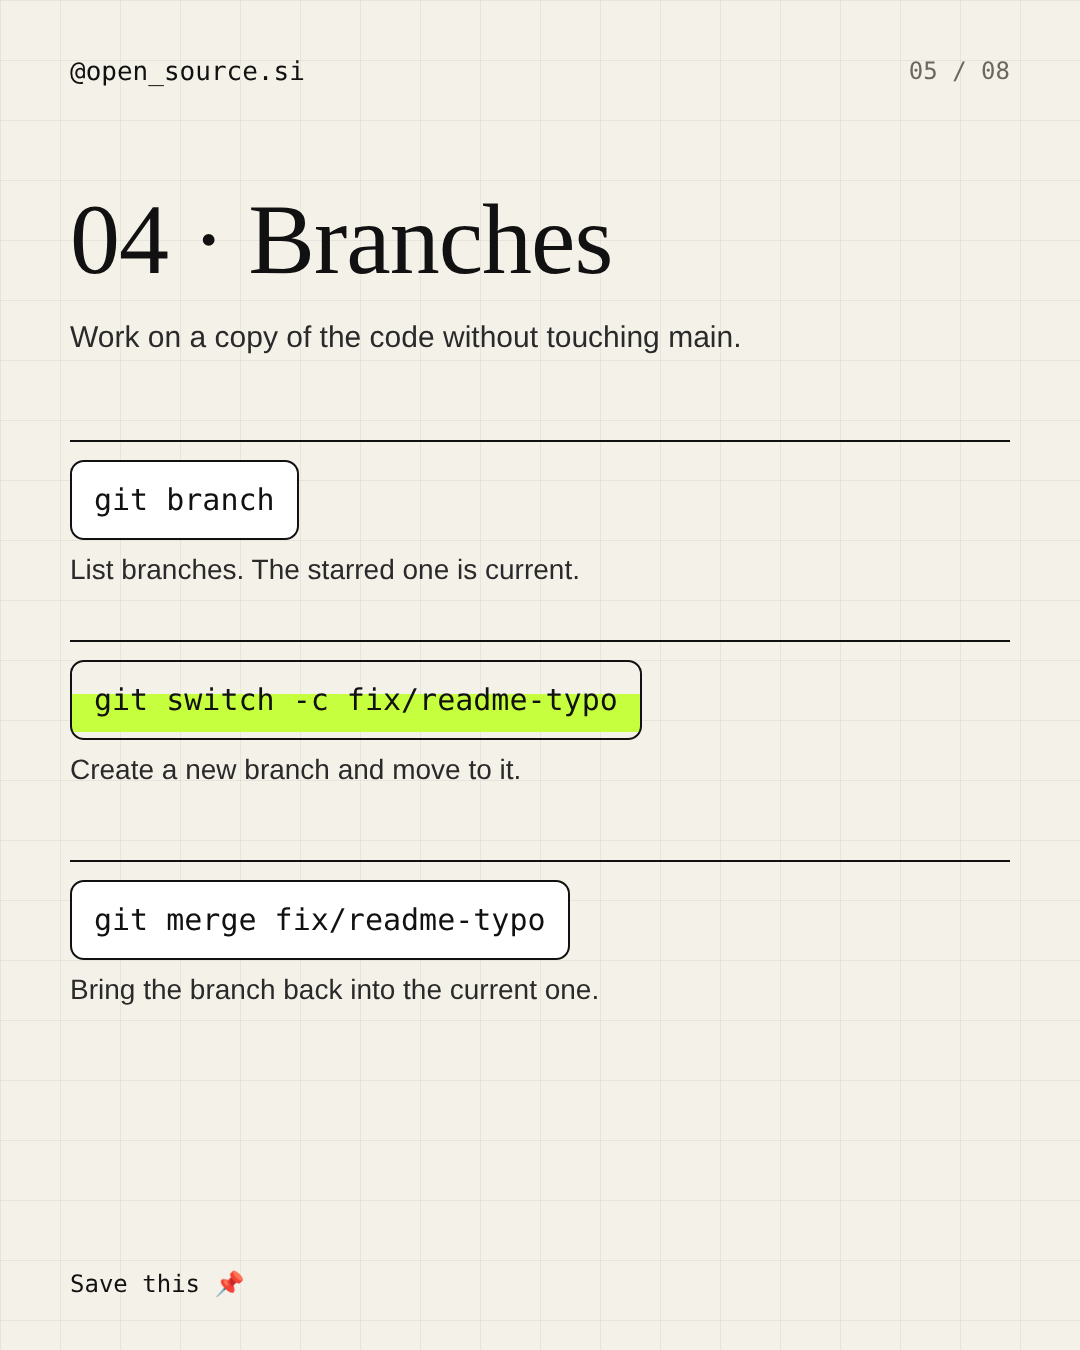 @open_source.si
05 / 08
04 · Branches
Work on a copy of the code without touching main.
git branch
List branches. The starred one is current.
git switch -c fix/readme-typo
Create a new branch and move to it.
git merge fix/readme-typo
Bring the branch back into the current one.
Save this 📌